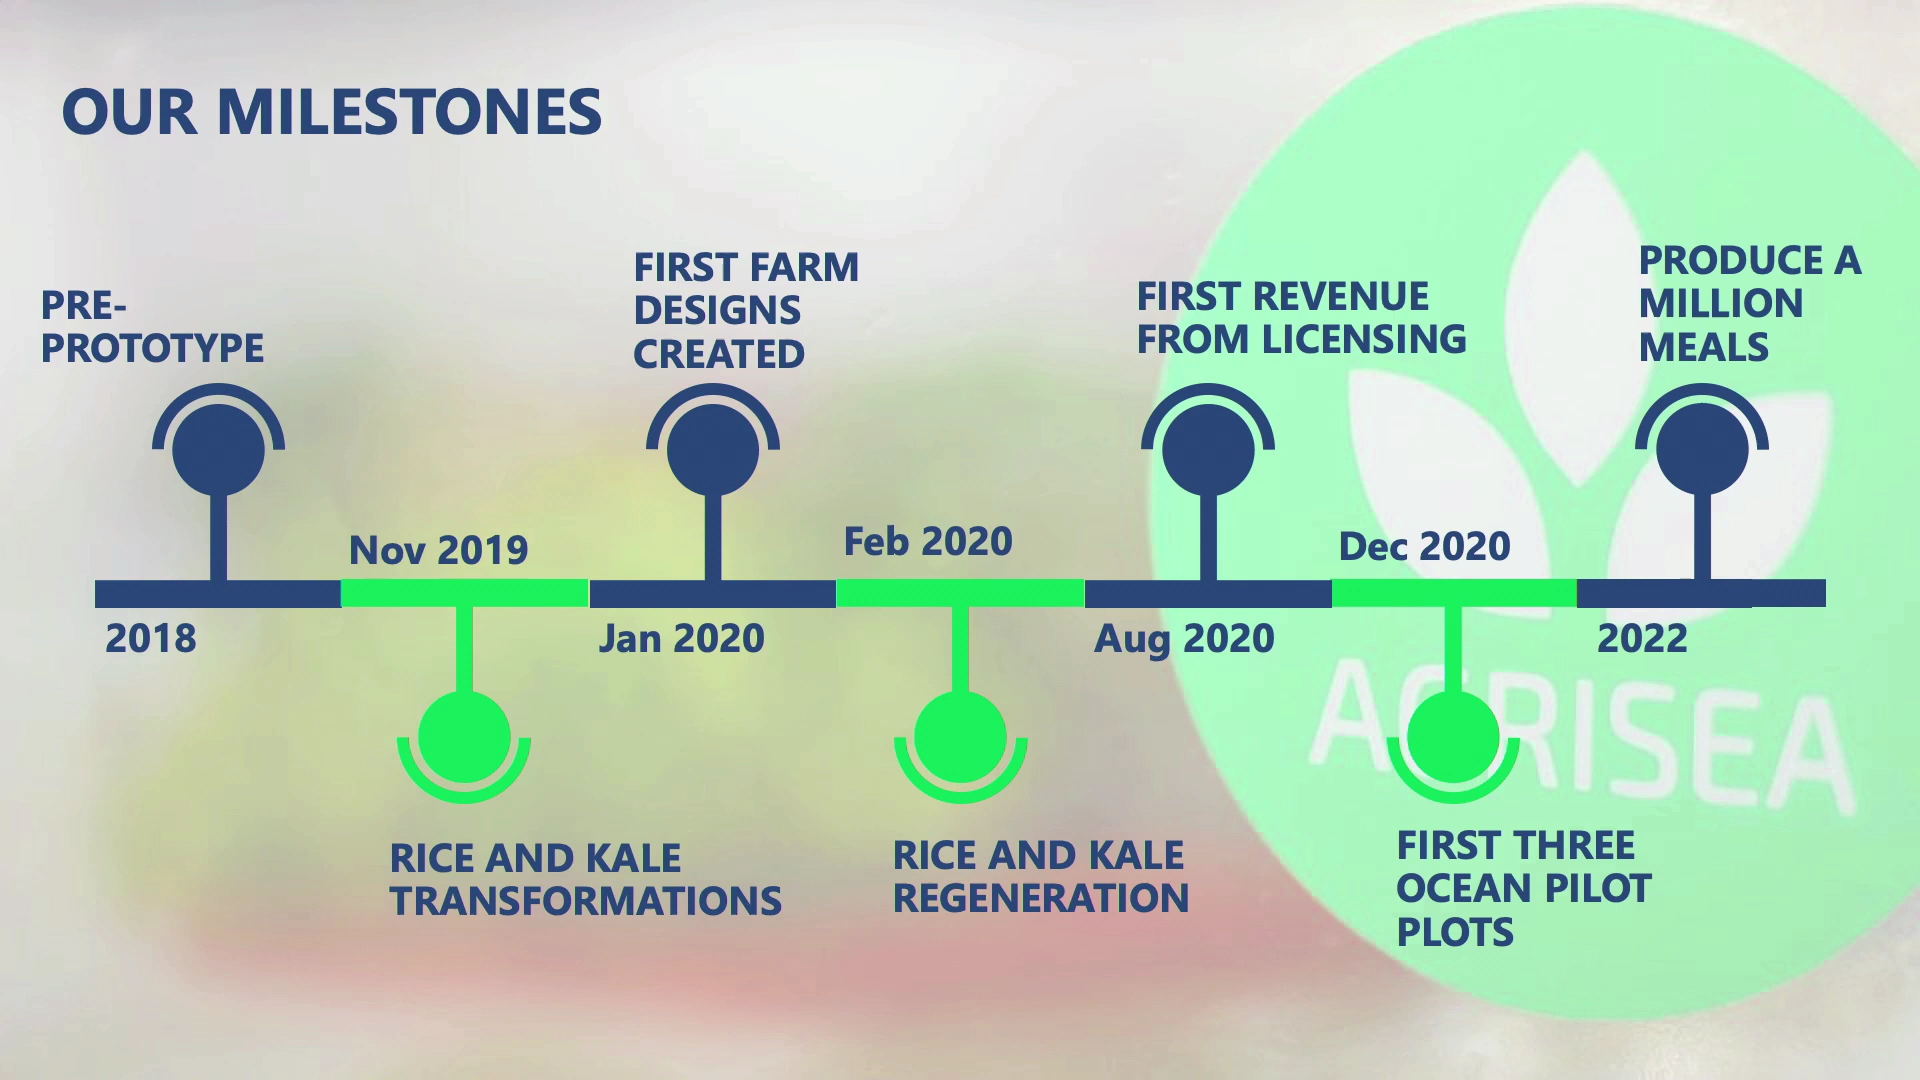 OUR MILESTONES
PRE-
PROTOTYPE
2018
Nov 2019
RICE AND KALE
TRANSFORMATIONS
FIRST FARM
DESIGNS
CREATED
Jan 2020
Feb 2020
RICE AND KALE
REGENERATION
FIRST REVENUE
FROM LICENSING
Aug 2020
Dec 2020
FIRST THREE
OCEAN PILOT
PLOTS
PRODUCE A
MILLION
MEALS
2022
AGRISEA